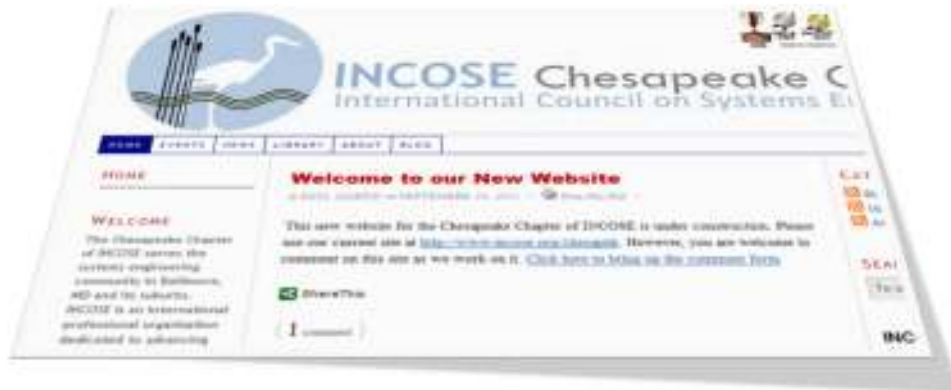 INCOSE Chesapeake C
International Council on Systems E
HOME EVENTS NEWS LIBRARY ABOUT BLOG
HOME
WELCOME
The Chesapeake Chapter
of INCOSE serves the
systems engineering
community in Baltimore,
MD and its suburbs.
INCOSE is an international
professional organization
dedicated to advancing
Welcome to our New Website
This new website for the Chesapeake Chapter of INCOSE is under construction. Please
use our current site at http://www.incose.org/chesapek. However, you are welcome to
comment on this site as we work on it. Click here to bring up the comment form
ShareThis
1 comment
SEAR
INC